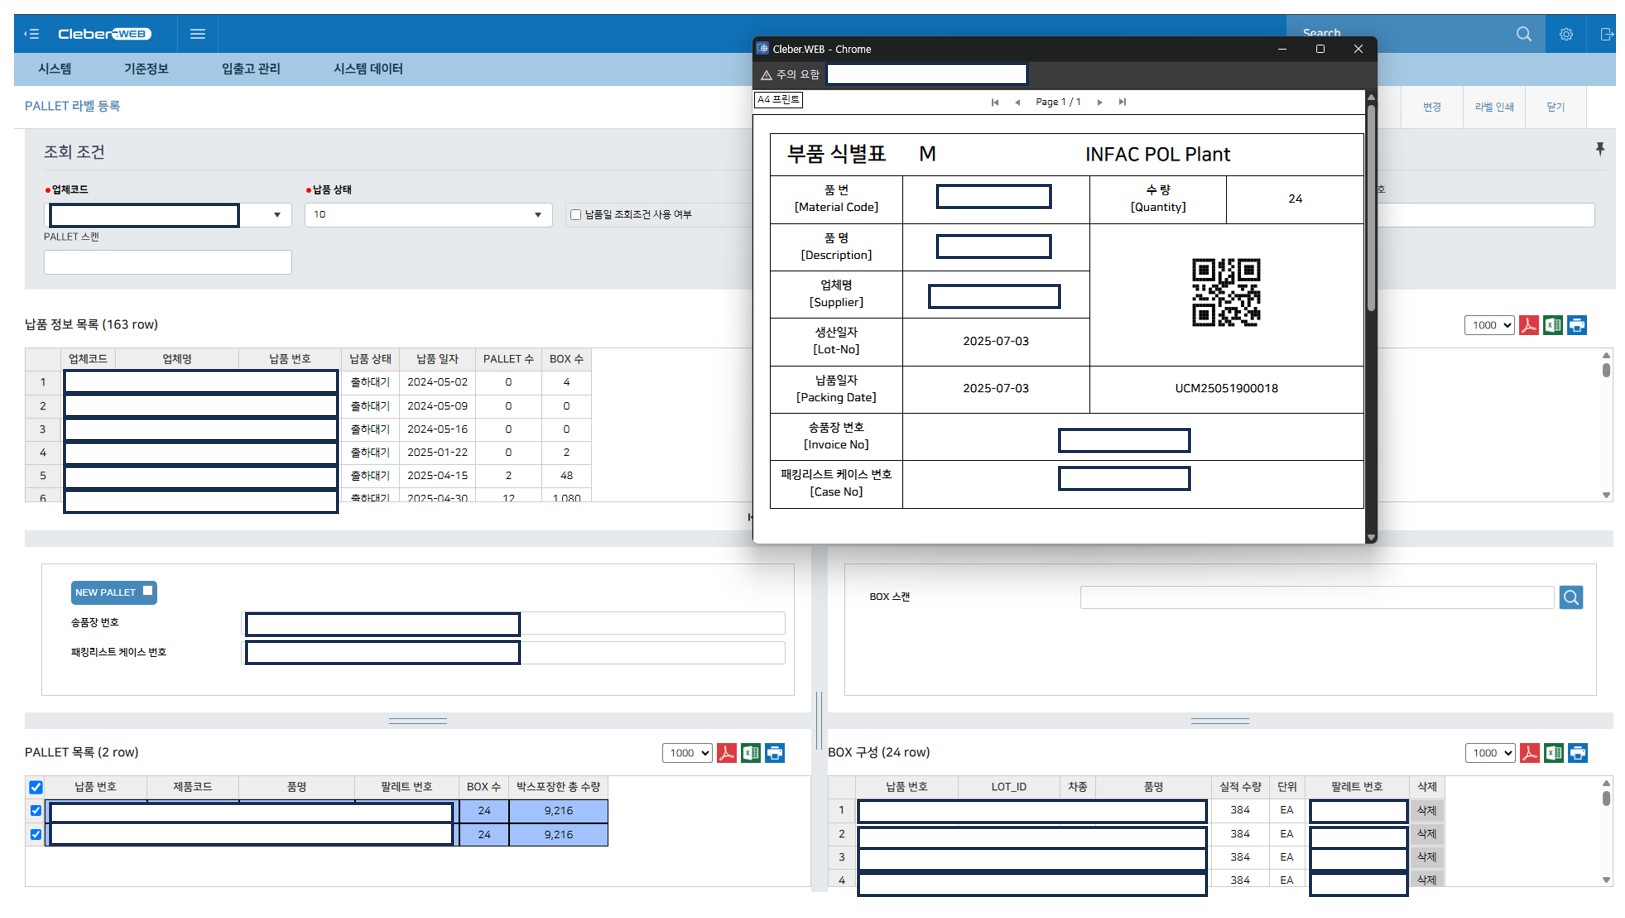 Cleber.WEB
Search
시스템
기준정보
입출고 관리
시스템 데이터
PALLET 라벨 등록
변경
라벨 인쇄
닫기
조회 조건
업체코드
납품 상태
10
납품일 조회조건 사용 여부
호
PALLET 스캔
납품 정보 목록 (163 row)
1000
업체코드 업체명 납품 번호 납품 상태 납품 일자 PALLET 수 BOX 수
1 출하대기 2024-05-02 0 4
2 출하대기 2024-05-09 0 0
3 출하대기 2024-05-16 0 0
4 출하대기 2025-01-22 0 2
5 출하대기 2025-04-15 2 48
6 출하대기 2025-04-30 12 1,080
Cleber.WEB - Chrome
주의 요함
A4 프린트
Page 1 / 1
부품 식별표 M INFAC POL Plant
품 번
[Material Code]
수 량
[Quantity]
24
품 명
[Description]
업체명
[Supplier]
생산일자
[Lot-No]
2025-07-03
납품일자
[Packing Date]
2025-07-03
UCM25051900018
송품장 번호
[Invoice No]
패킹리스트 케이스 번호
[Case No]
NEW PALLET
송품장 번호
패킹리스트 케이스 번호
BOX 스캔
PALLET 목록 (2 row)
1000
납품 번호 제품코드 품명 팔레트 번호 BOX 수 박스포장한 총 수량
24 9,216
24 9,216
BOX 구성 (24 row)
1000
납품 번호 LOT_ID 차종 품명 실적 수량 단위 팔레트 번호 삭제
1 384 EA 삭제
2 384 EA 삭제
3 384 EA 삭제
4 384 EA 삭제